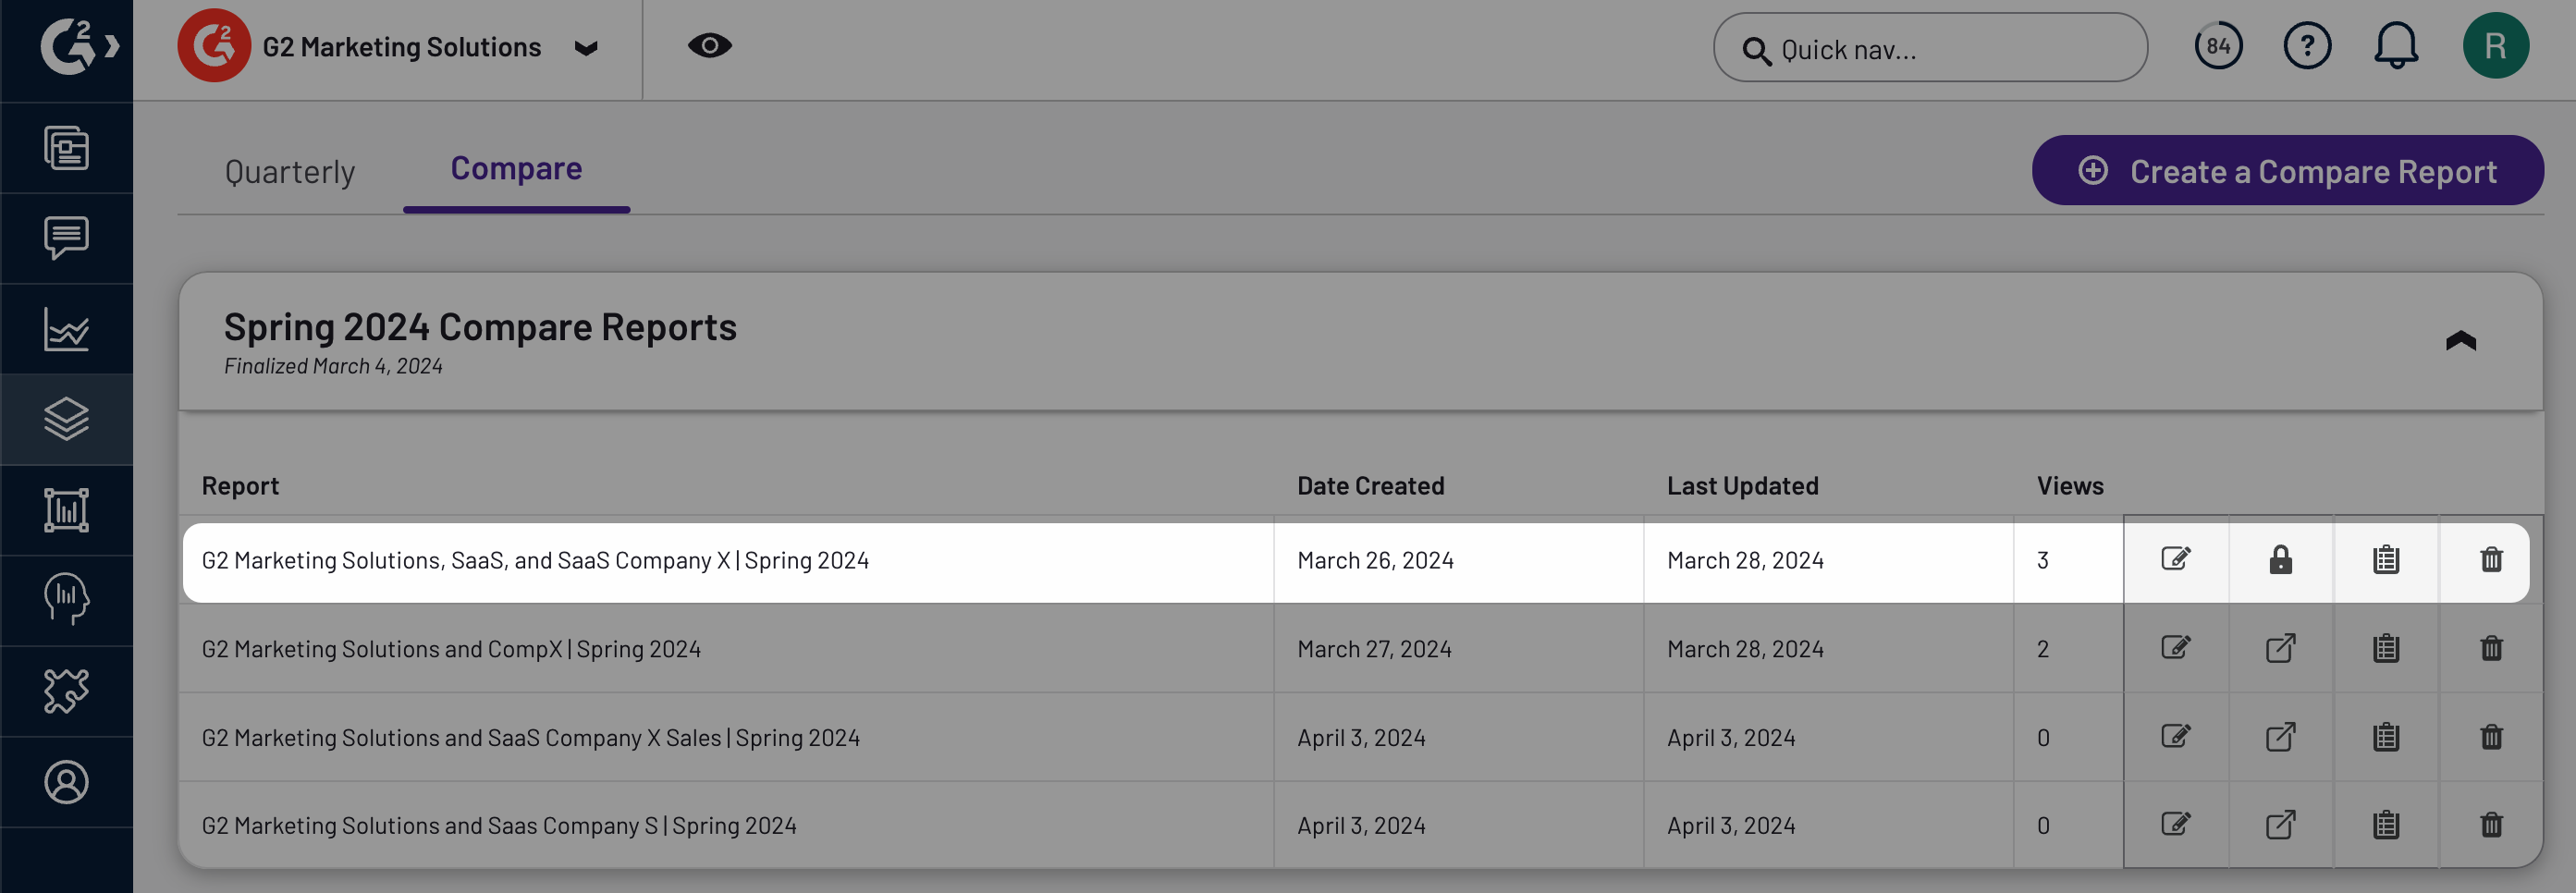 G2 G2 G2 Marketing Solutions Quick nav... 84 ? R
Quarterly Compare Create a Compare Report
Spring 2024 Compare Reports
Finalized March 4, 2024
Report Date Created Last Updated Views
G2 Marketing Solutions, SaaS, and SaaS Company X | Spring 2024 March 26, 2024 March 28, 2024 3
G2 Marketing Solutions and CompX | Spring 2024 March 27, 2024 March 28, 2024 2
G2 Marketing Solutions and SaaS Company X Sales | Spring 2024 April 3, 2024 April 3, 2024 0
G2 Marketing Solutions and Saas Company S | Spring 2024 April 3, 2024 April 3, 2024 0